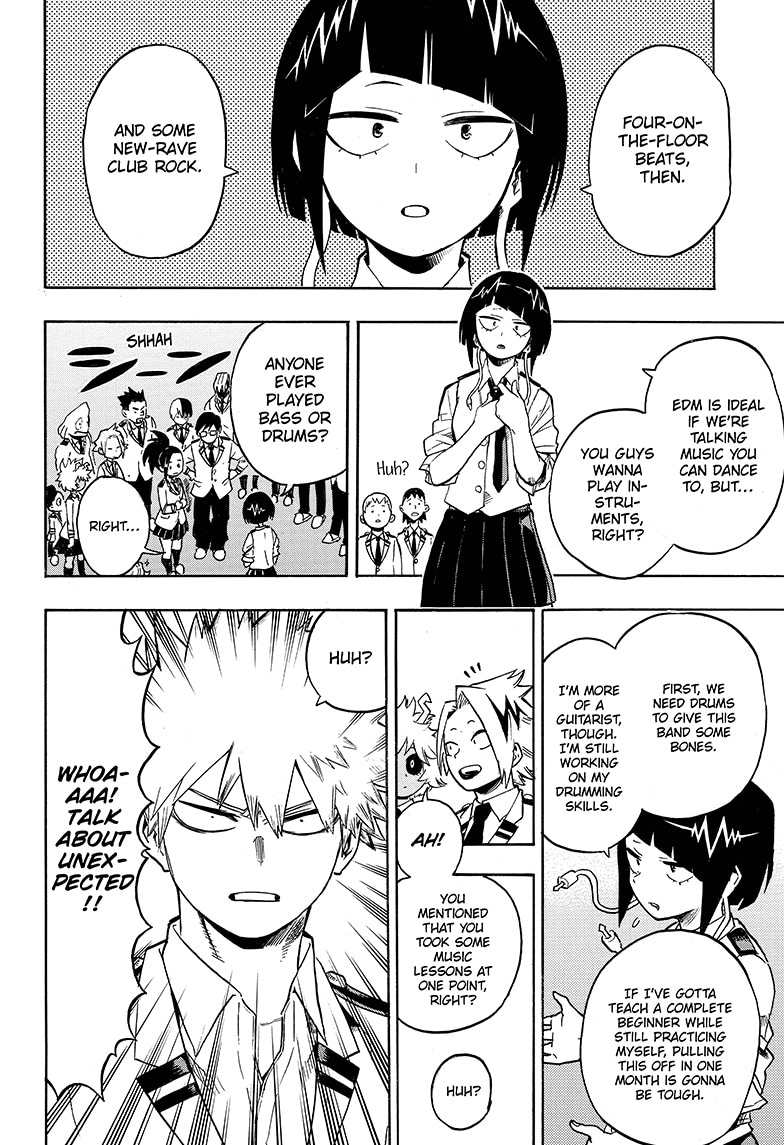 FOUR-ON-
THE-FLOOR
BEATS,
THEN.
AND SOME
NEW-RAVE
CLUB ROCK.
EDM IS IDEAL
IF WE'RE
TALKING
MUSIC YOU
CAN DANCE
TO, BUT...
YOU GUYS
WANNA
PLAY IN-
STRU-
MENTS,
RIGHT?
Huh?
ANYONE
EVER
PLAYED
BASS OR
DRUMS?
SHHAH
シーン
RIGHT...
FIRST, WE
NEED DRUMS
TO GIVE THIS
BAND SOME
BONES.
I'M MORE
OF A
GUITARIST,
THOUGH.
I'M STILL
WORKING
ON MY
DRUMMING
SKILLS.
IF I'VE GOTTA
TEACH A COMPLETE
BEGINNER WHILE
STILL PRACTICING
MYSELF, PULLING
THIS OFF IN ONE
MONTH IS GONNA
BE TOUGH.
AH!
YOU
MENTIONED
THAT YOU
TOOK SOME
MUSIC
LESSONS AT
ONE POINT,
RIGHT?
HUH?
HUH?
WHOA-
AAA!
TALK
ABOUT
UNEX-
PECTED
!!